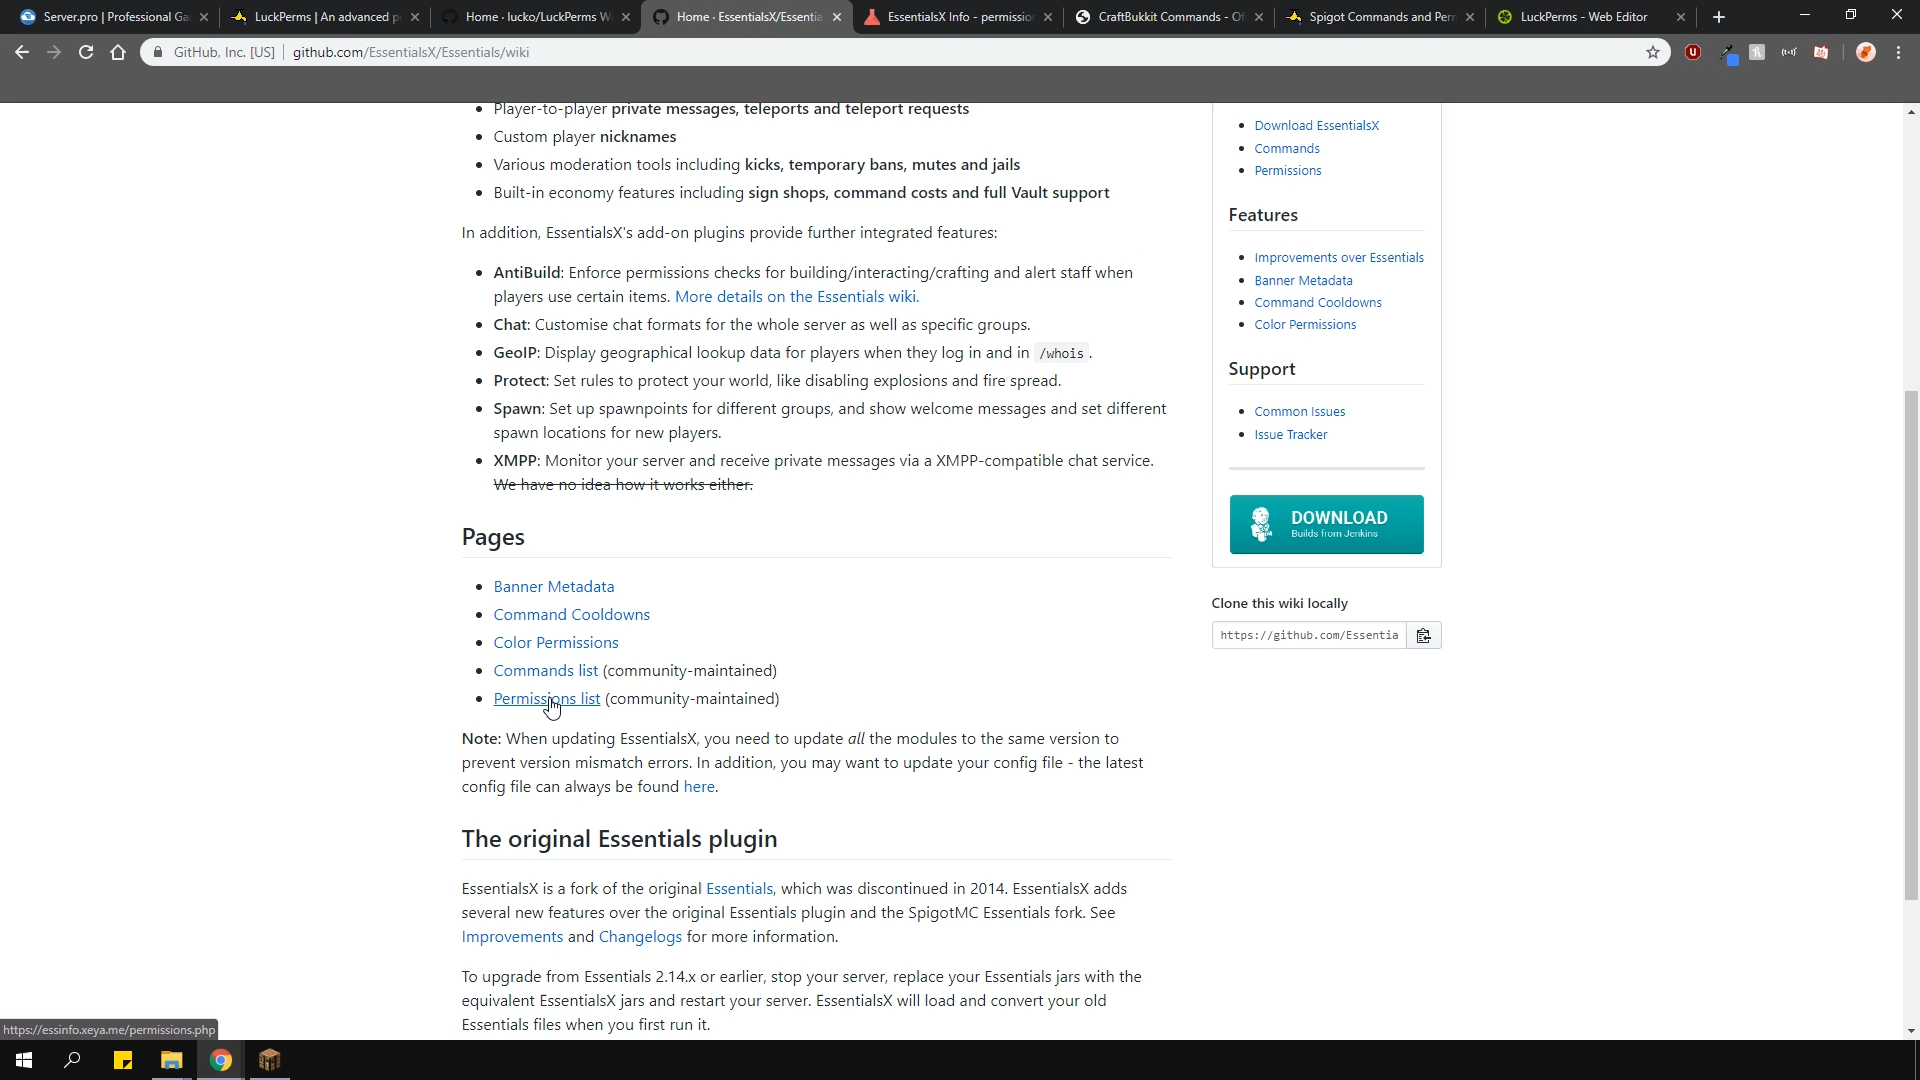 Server.pro | Professional Ga
LuckPerms | An advanced p
Home · lucko/LuckPerms W
Home · EssentialsX/Essentia
EssentialsX Info - permissio
CraftBukkit Commands - Of
Spigot Commands and Perm
LuckPerms - Web Editor
GitHub, Inc. [US] | github.com/EssentialsX/Essentials/wiki
Player-to-player private messages, teleports and teleport requests
Custom player nicknames
Various moderation tools including kicks, temporary bans, mutes and jails
Built-in economy features including sign shops, command costs and full Vault support
In addition, EssentialsX's add-on plugins provide further integrated features:
AntiBuild: Enforce permissions checks for building/interacting/crafting and alert staff when
players use certain items. More details on the Essentials wiki.
Chat: Customise chat formats for the whole server as well as specific groups.
GeoIP: Display geographical lookup data for players when they log in and in /whois .
Protect: Set rules to protect your world, like disabling explosions and fire spread.
Spawn: Set up spawnpoints for different groups, and show welcome messages and set different
spawn locations for new players.
XMPP: Monitor your server and receive private messages via a XMPP-compatible chat service.
We have no idea how it works either.
Pages
Banner Metadata
Command Cooldowns
Color Permissions
Commands list (community-maintained)
Permissions list (community-maintained)
Note: When updating EssentialsX, you need to update all the modules to the same version to
prevent version mismatch errors. In addition, you may want to update your config file - the latest
config file can always be found here.
The original Essentials plugin
EssentialsX is a fork of the original Essentials, which was discontinued in 2014. EssentialsX adds
several new features over the original Essentials plugin and the SpigotMC Essentials fork. See
Improvements and Changelogs for more information.
To upgrade from Essentials 2.14.x or earlier, stop your server, replace your Essentials jars with the
equivalent EssentialsX jars and restart your server. EssentialsX will load and convert your old
Essentials files when you first run it.
Download EssentialsX
Commands
Permissions
Features
Improvements over Essentials
Banner Metadata
Command Cooldowns
Color Permissions
Support
Common Issues
Issue Tracker
DOWNLOAD
Builds from Jenkins
Clone this wiki locally
https://github.com/Essentia
https://essinfo.xeya.me/permissions.php